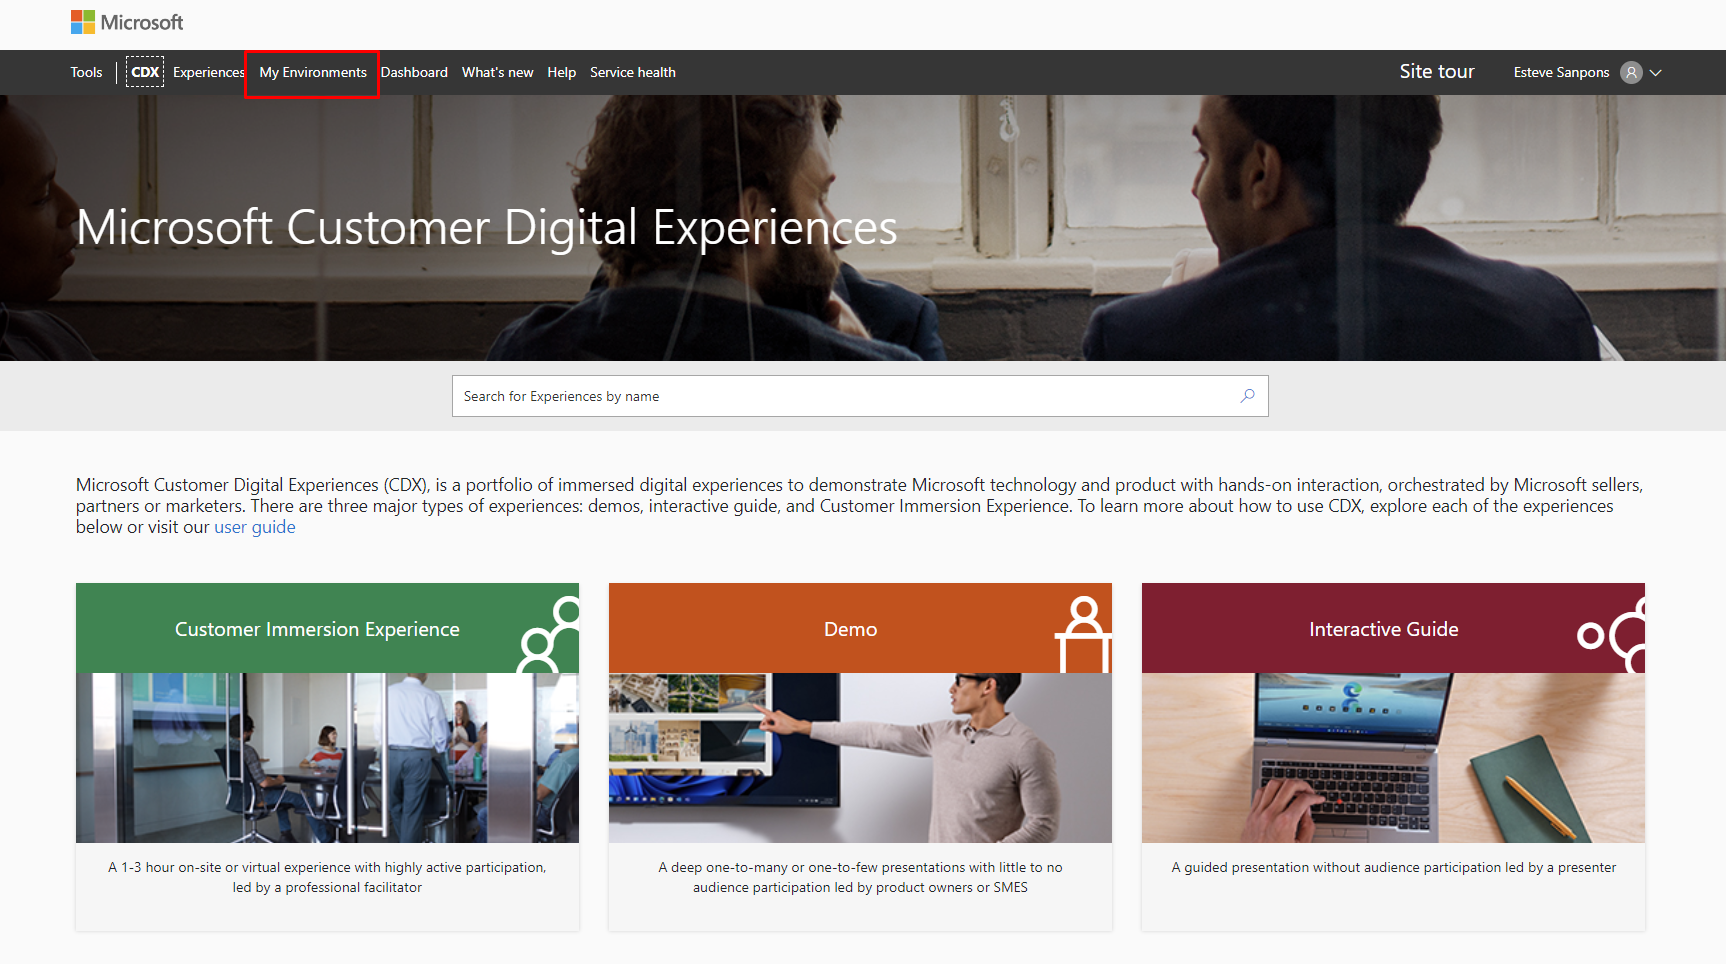 Microsoft
Tools CDX Experiences My Environments Dashboard What's new Help Service health Site tour Esteve Sanpons
Microsoft Customer Digital Experiences
Search for Experiences by name
Microsoft Customer Digital Experiences (CDX), is a portfolio of immersed digital experiences to demonstrate Microsoft technology and product with hands-on interaction, orchestrated by Microsoft sellers,
partners or marketers. There are three major types of experiences: demos, interactive guide, and Customer Immersion Experience. To learn more about how to use CDX, explore each of the experiences
below or visit our user guide
Customer Immersion Experience
A 1-3 hour on-site or virtual experience with highly active participation,
led by a professional facilitator
Demo
A deep one-to-many or one-to-few presentations with little to no
audience participation led by product owners or SMES
Interactive Guide
A guided presentation without audience participation led by a presenter